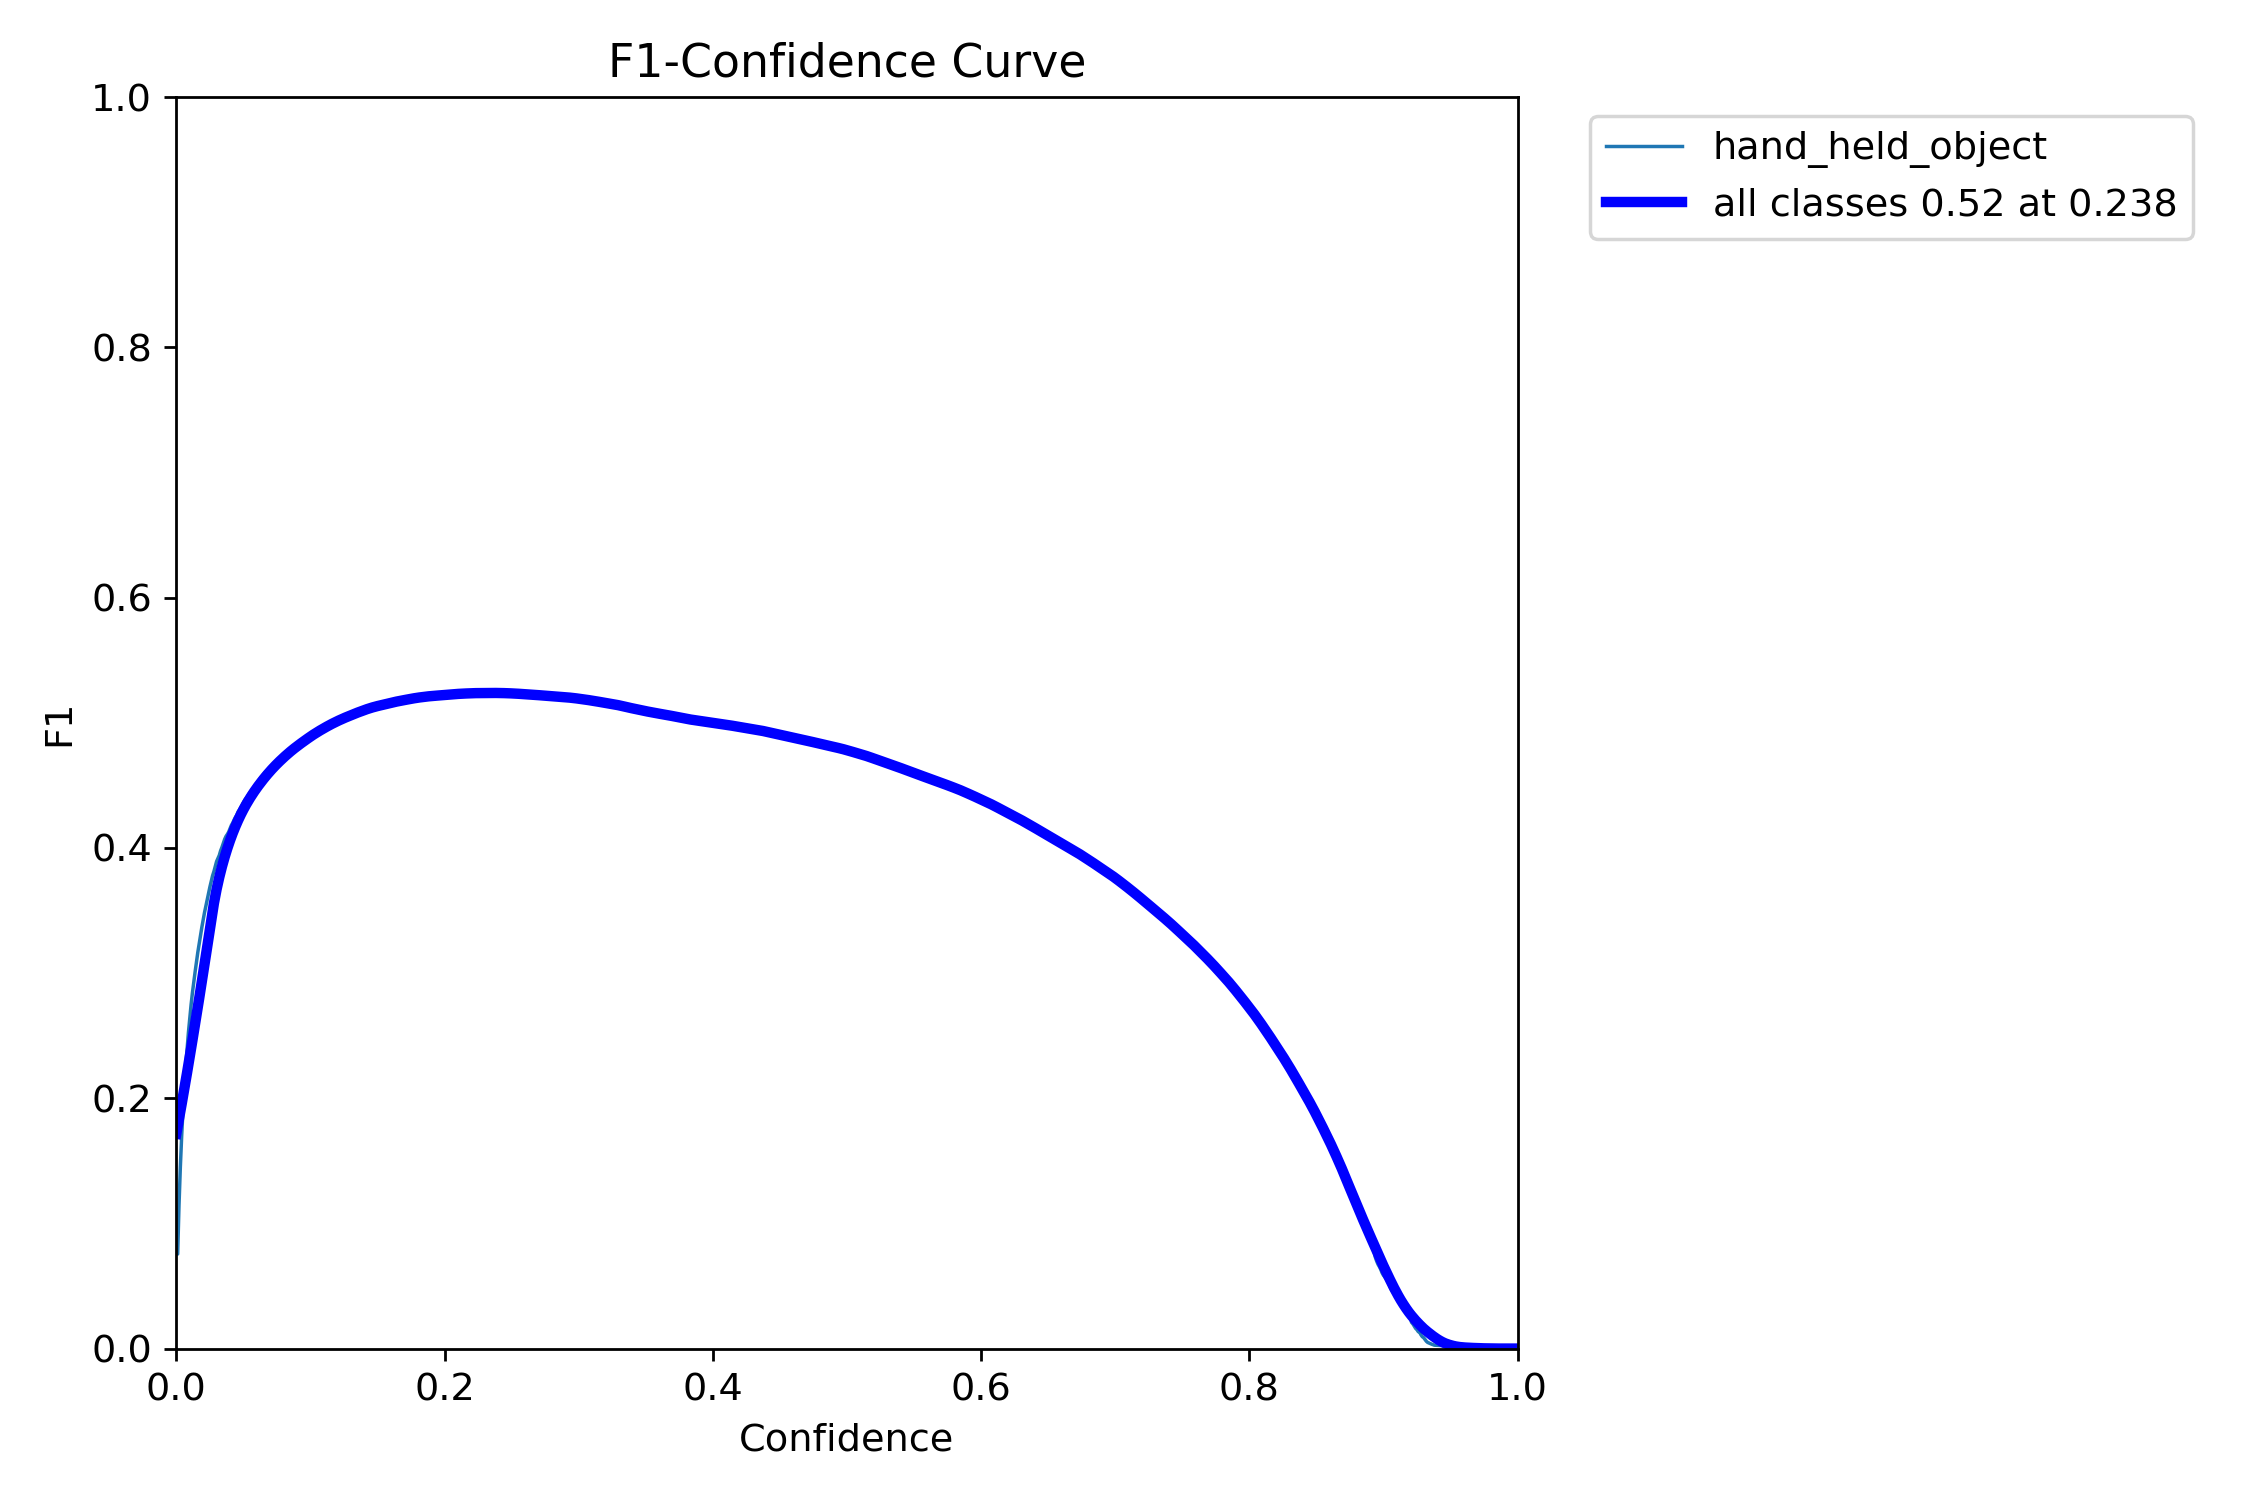 F1-Confidence Curve
1.0
0.8
0.6
0.4
0.2
0.0
F1
0.0 0.2 0.4 0.6 0.8 1.0
Confidence
hand_held_object
all classes 0.52 at 0.238